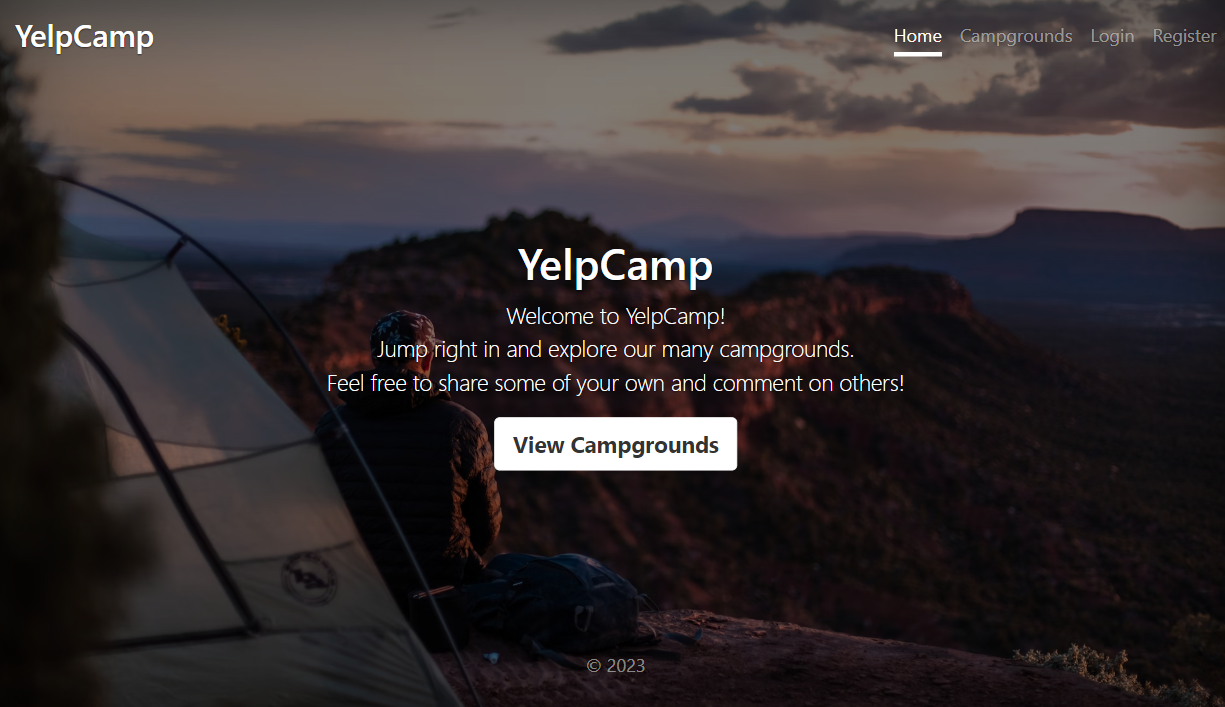 YelpCamp
Home Campgrounds Login Register
YelpCamp
Welcome to YelpCamp!
Jump right in and explore our many campgrounds.
Feel free to share some of your own and comment on others!
View Campgrounds
© 2023